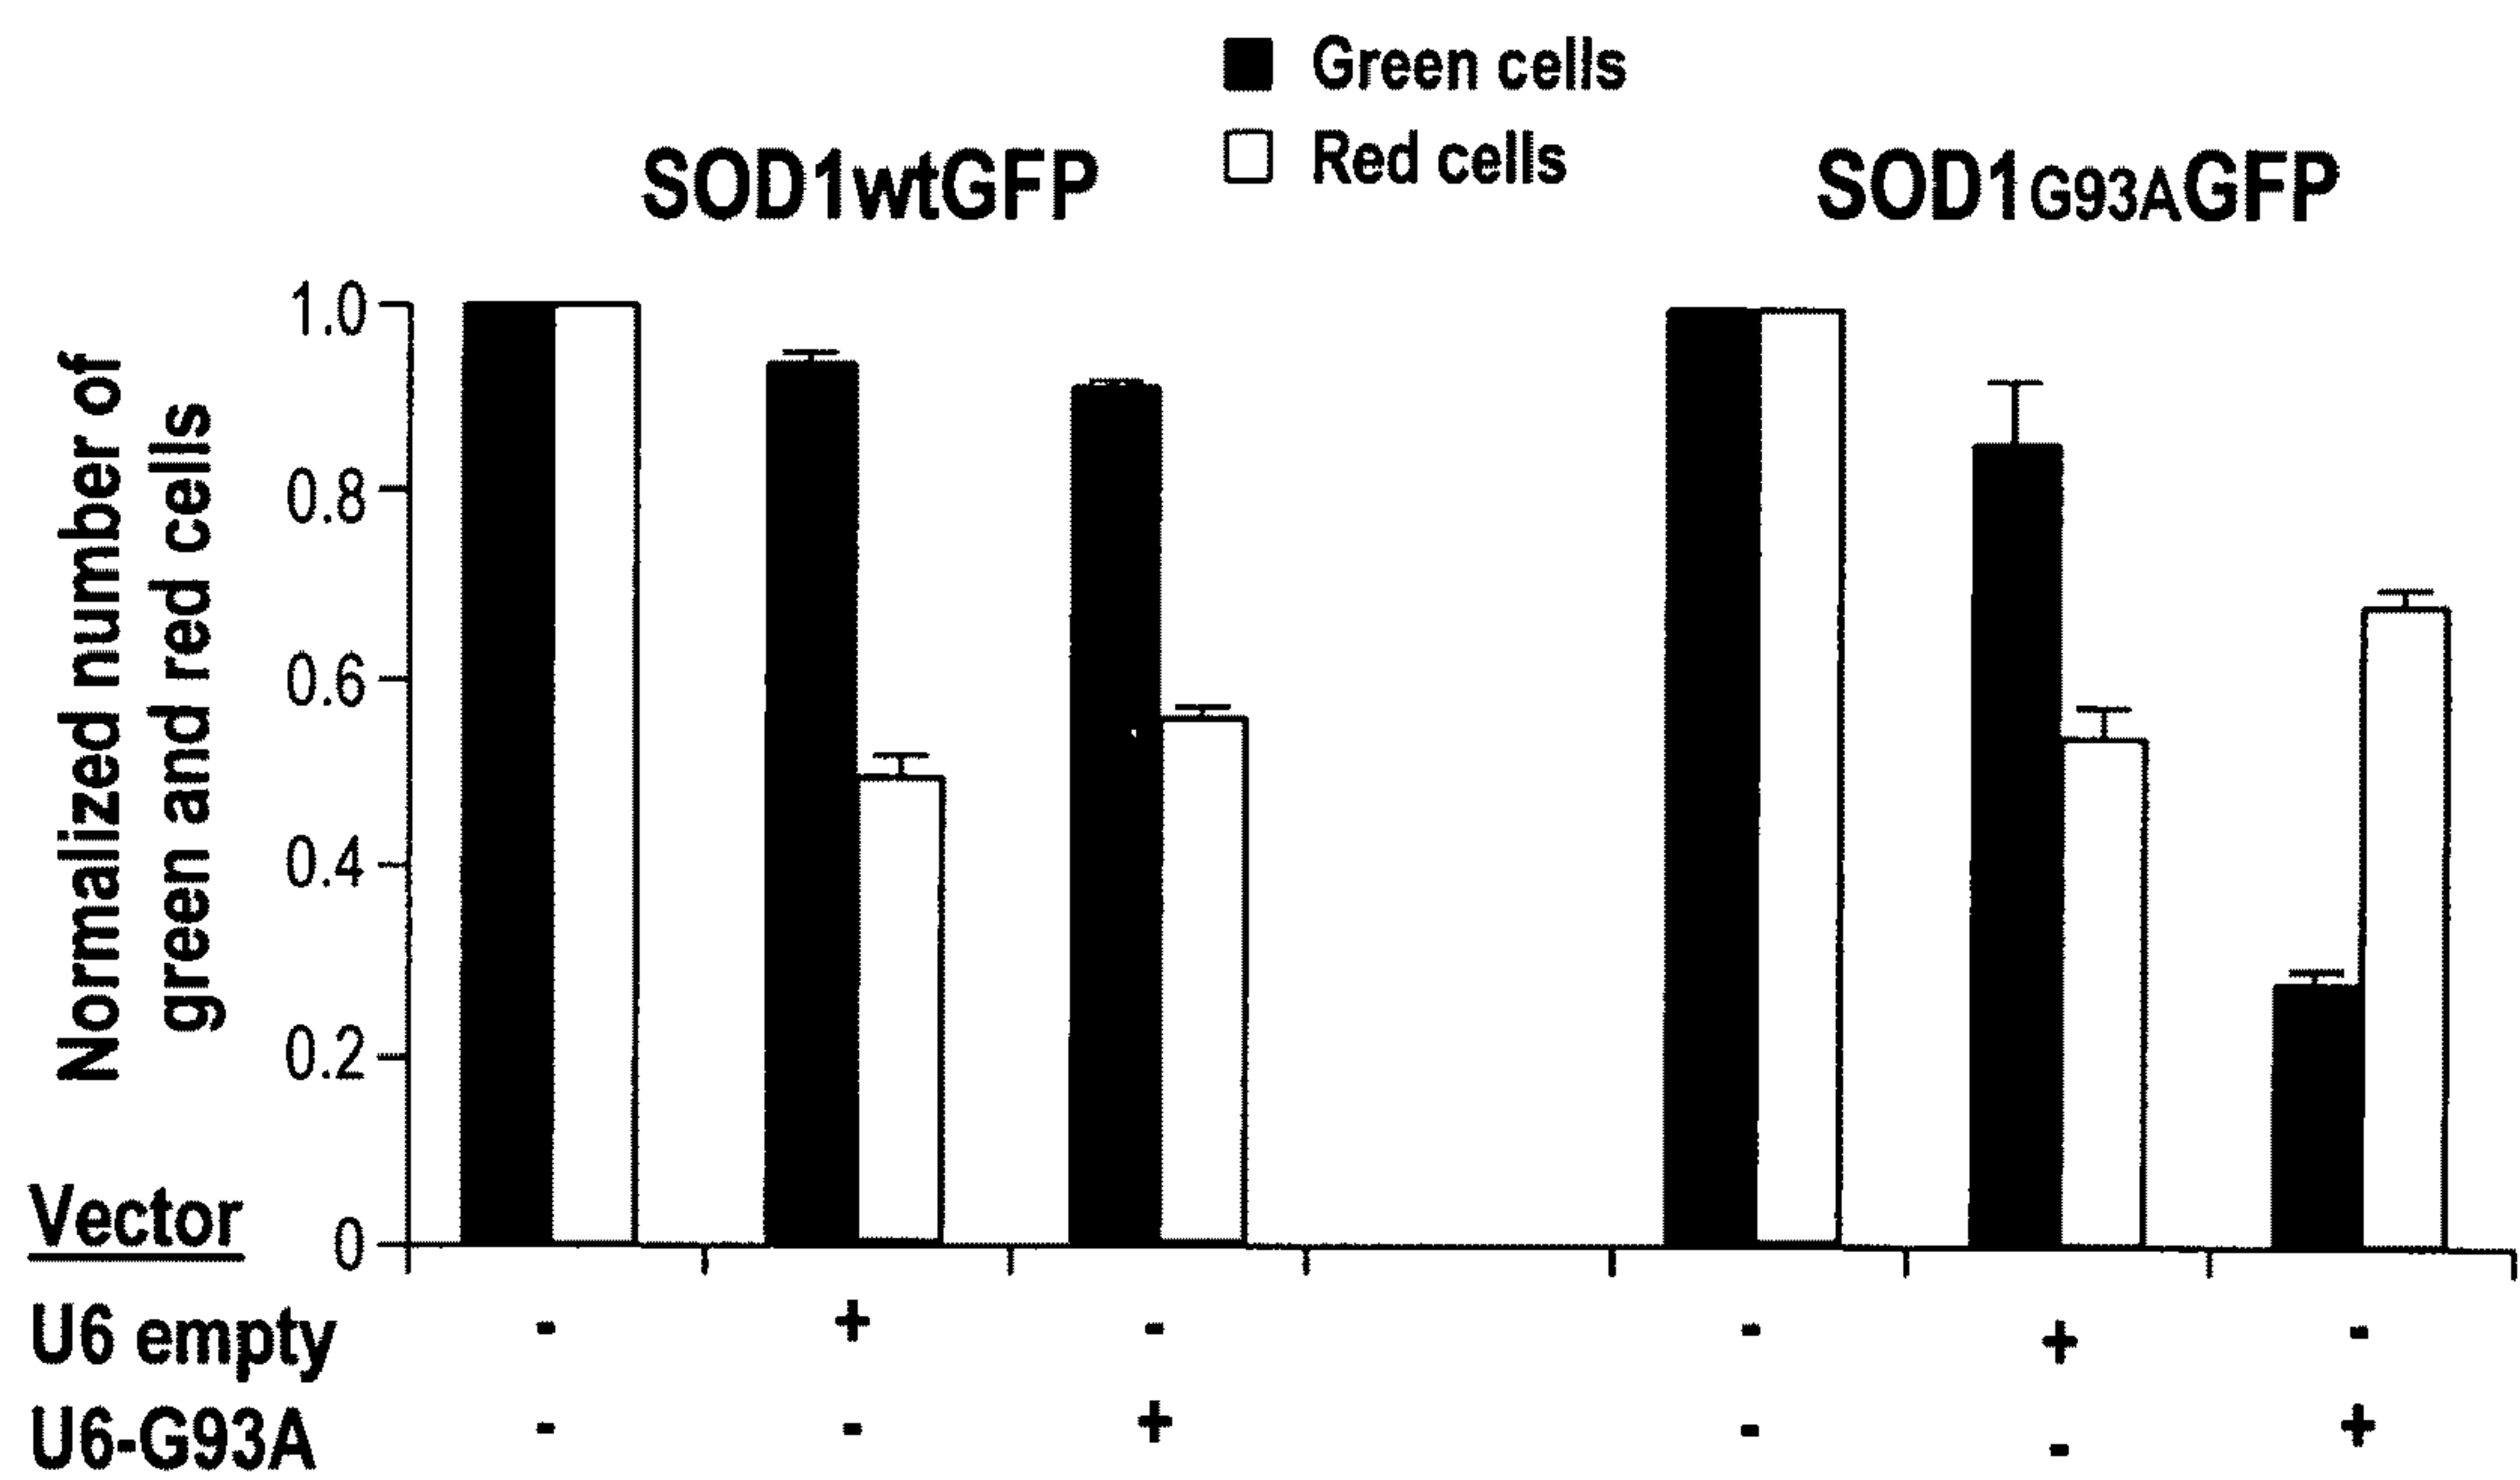 Green cells
Red cells
SOD1wtGFP
SOD1G93AGFP
Normalized number of
green and red cells
1.0
0.8
0.6
0.4
0.2
0
Vector
U6 empty - + - - + -
U6-G93A - - + - - +